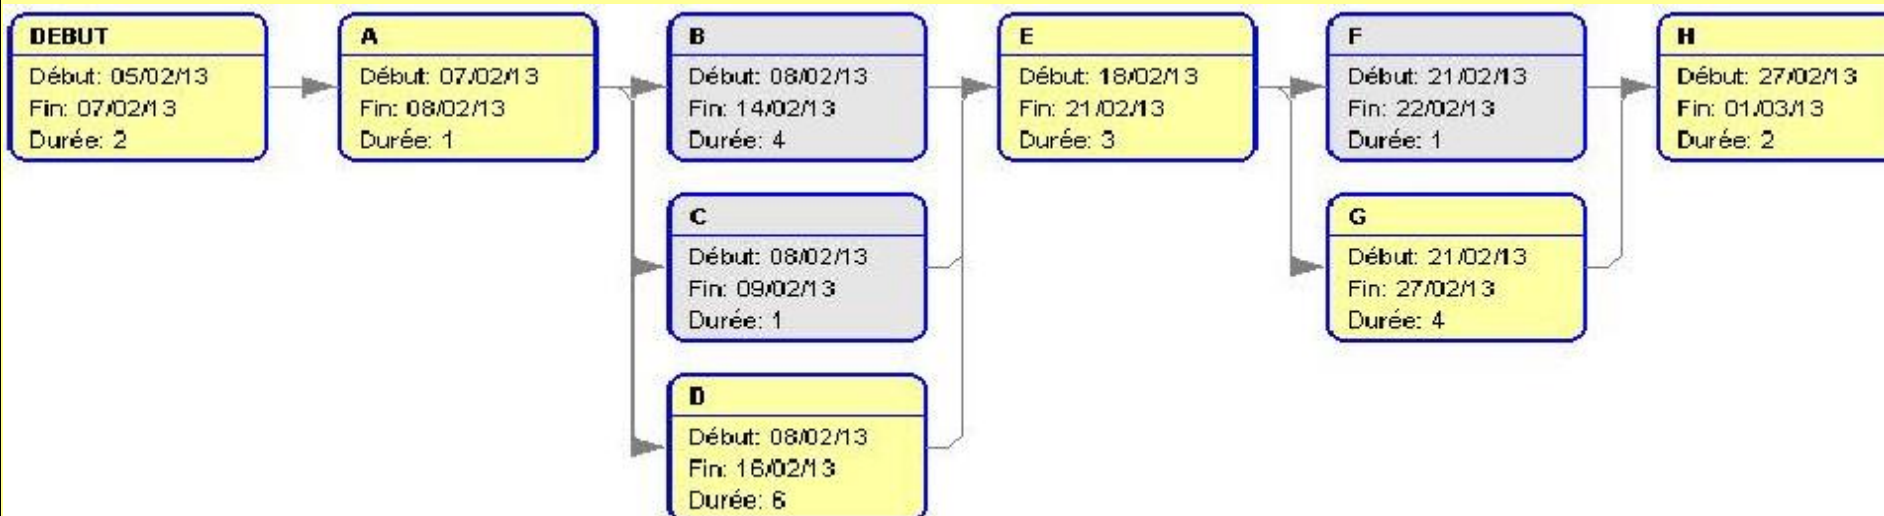 DEBUT
Début: 05/02/13
Fin: 07/02/13
Durée: 2
A
Début: 07/02/13
Fin: 08/02/13
Durée: 1
B
Début: 08/02/13
Fin: 14/02/13
Durée: 4
C
Début: 08/02/13
Fin: 09/02/13
Durée: 1
D
Début: 08/02/13
Fin: 16/02/13
Durée: 6
E
Début: 18/02/13
Fin: 21/02/13
Durée: 3
F
Début: 21/02/13
Fin: 22/02/13
Durée: 1
G
Début: 21/02/13
Fin: 27/02/13
Durée: 4
H
Début: 27/02/13
Fin: 01/03/13
Durée: 2